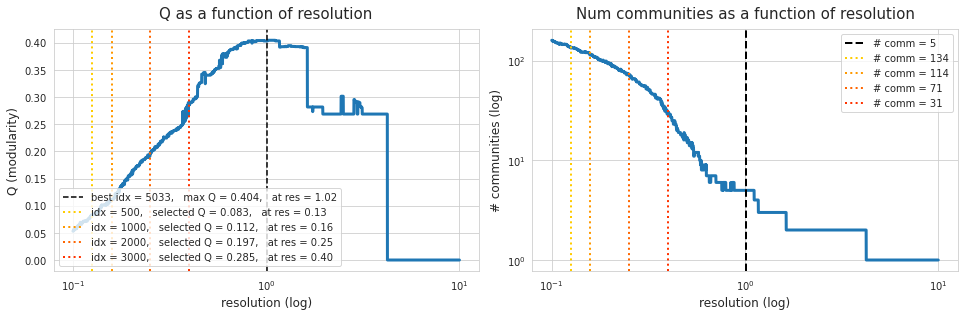 Q as a function of resolution
Q (modularity)
0.40
0.35
0.30
0.25
0.20
0.15
0.10
0.05
0.00
best idx = 5033,   max Q = 0.404,   at res = 1.02
idx = 500,   selected Q = 0.083,   at res = 0.13
idx = 1000,   selected Q = 0.112,   at res = 0.16
idx = 2000,   selected Q = 0.197,   at res = 0.25
idx = 3000,   selected Q = 0.285,   at res = 0.40
10⁻¹ 10⁰ 10¹
resolution (log)
Num communities as a function of resolution
# communities (log)
10²
10¹
10⁰
# comm = 5
# comm = 134
# comm = 114
# comm = 71
# comm = 31
10⁻¹ 10⁰ 10¹
resolution (log)